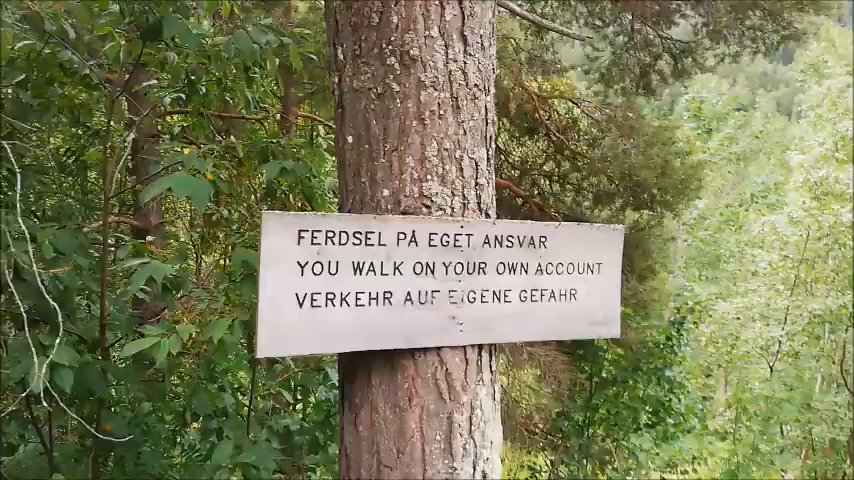 FERDSEL PÅ EGET ANSVAR
YOU WALK ON YOUR OWN ACCOUNT
VERKEHR AUF EIGENE GEFAHR